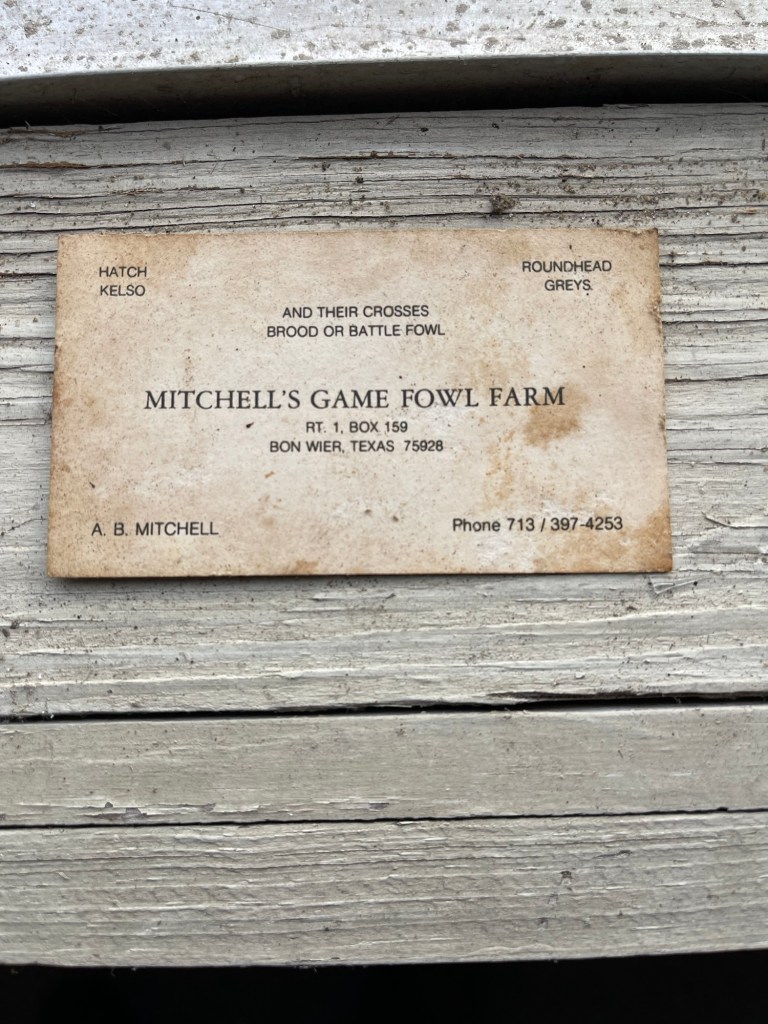 HATCH
KELSO
ROUNDHEAD
GREYS.
AND THEIR CROSSES
BROOD OR BATTLE FOWL
MITCHELL'S GAME FOWL FARM
RT. 1, BOX 159
BON WIER, TEXAS 75928
A. B. MITCHELL
Phone 713 / 397-4253